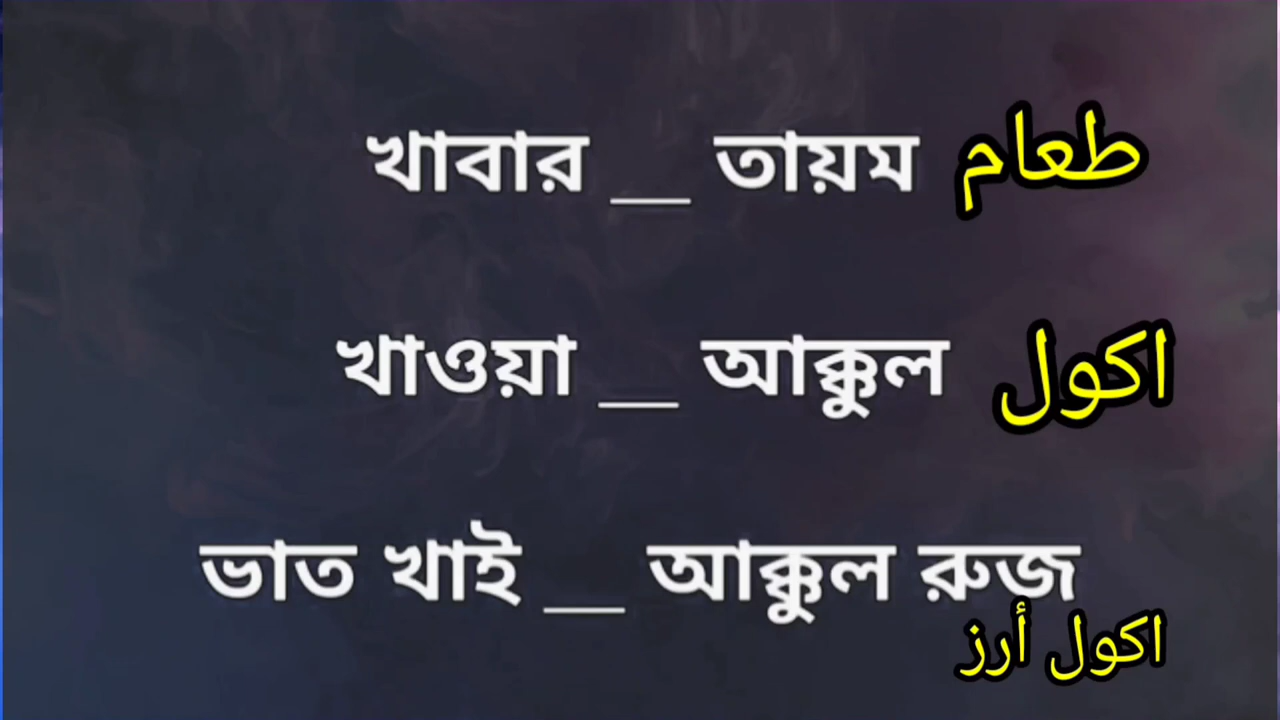 খাবার __ তায়ম طعام
খাওয়া __ আক্কুল اكول
ভাত খাই __ আক্কুল রুজ
اكول أرز